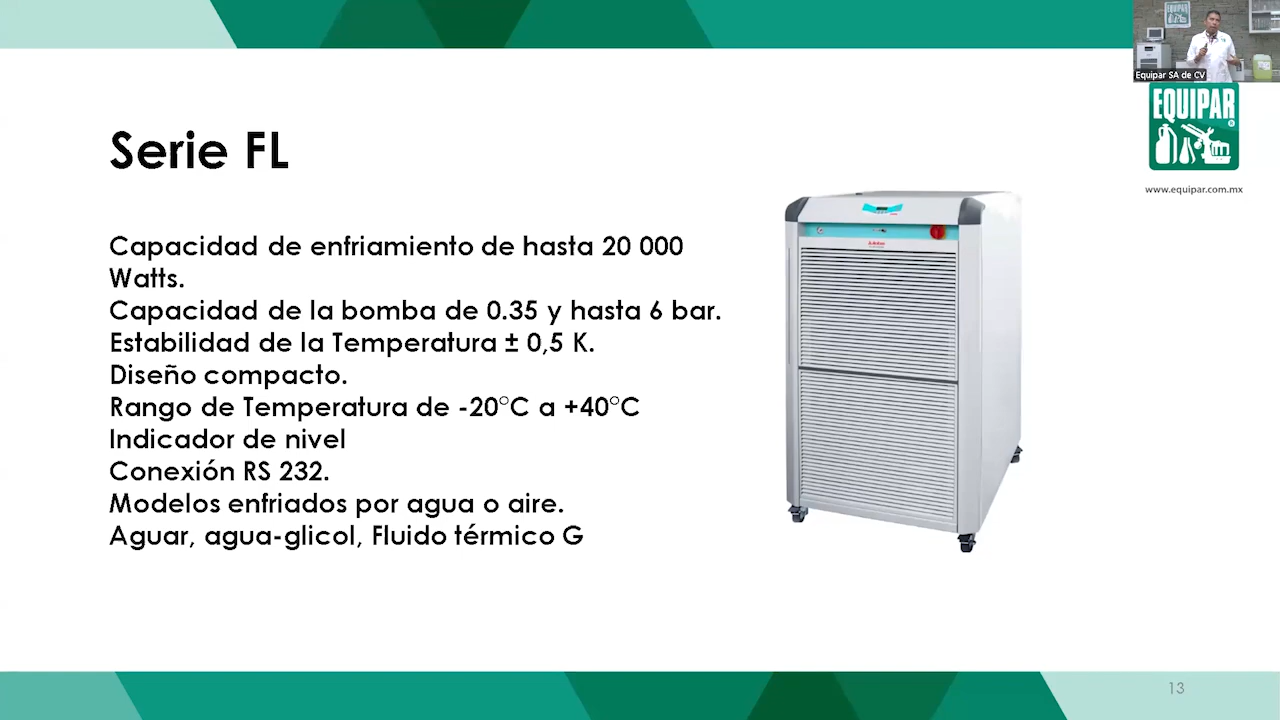 Equipar SA de CV
EQUIPAR
®
www.equipar.com.mx
Serie FL
Capacidad de enfriamiento de hasta 20 000
Watts.
Capacidad de la bomba de 0.35 y hasta 6 bar.
Estabilidad de la Temperatura ± 0,5 K.
Diseño compacto.
Rango de Temperatura de -20°C a +40°C
Indicador de nivel
Conexión RS 232.
Modelos enfriados por agua o aire.
Aguar, agua-glicol, Fluido térmico G
13